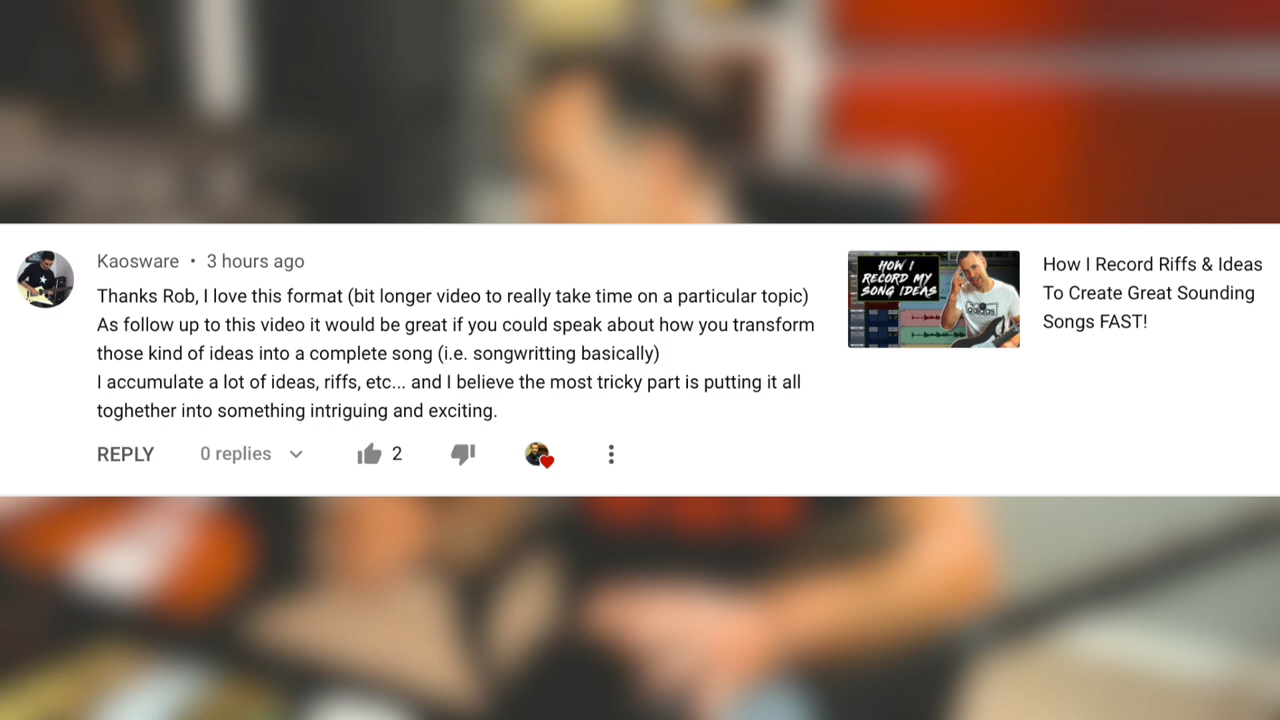 Kaosware • 3 hours ago
Thanks Rob, I love this format (bit longer video to really take time on a particular topic)
As follow up to this video it would be great if you could speak about how you transform
those kind of ideas into a complete song (i.e. songwritting basically)
I accumulate a lot of ideas, riffs, etc... and I believe the most tricky part is putting it all
toghether into something intriguing and exciting.
REPLY 0 replies 2
HOW I
RECORD MY
SONG IDEAS
adidas
How I Record Riffs & Ideas
To Create Great Sounding
Songs FAST!